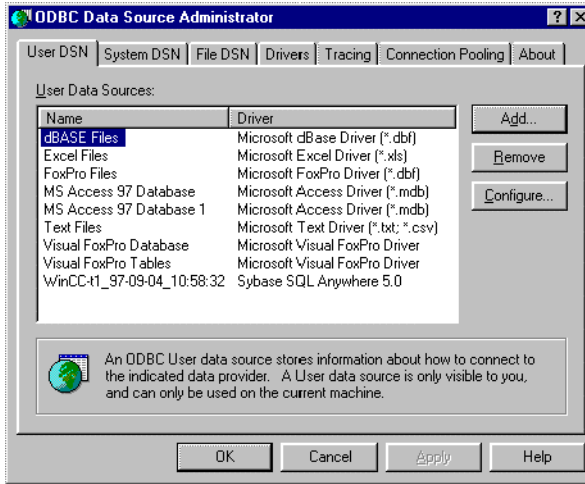 ODBC Data Source Administrator
User DSN System DSN File DSN Drivers Tracing Connection Pooling About
User Data Sources:
Name Driver
dBASE Files Microsoft dBase Driver (*.dbf)
Excel Files Microsoft Excel Driver (*.xls)
FoxPro Files Microsoft FoxPro Driver (*.dbf)
MS Access 97 Database Microsoft Access Driver (*.mdb)
MS Access 97 Database 1 Microsoft Access Driver (*.mdb)
Text Files Microsoft Text Driver (*.txt; *.csv)
Visual FoxPro Database Microsoft Visual FoxPro Driver
Visual FoxPro Tables Microsoft Visual FoxPro Driver
WinCC-t1_97-09-04_10:58:32 Sybase SQL Anywhere 5.0
Add...
Remove
Configure...
An ODBC User data source stores information about how to connect to
the indicated data provider. A User data source is only visible to you,
and can only be used on the current machine.
OK Cancel Apply Help